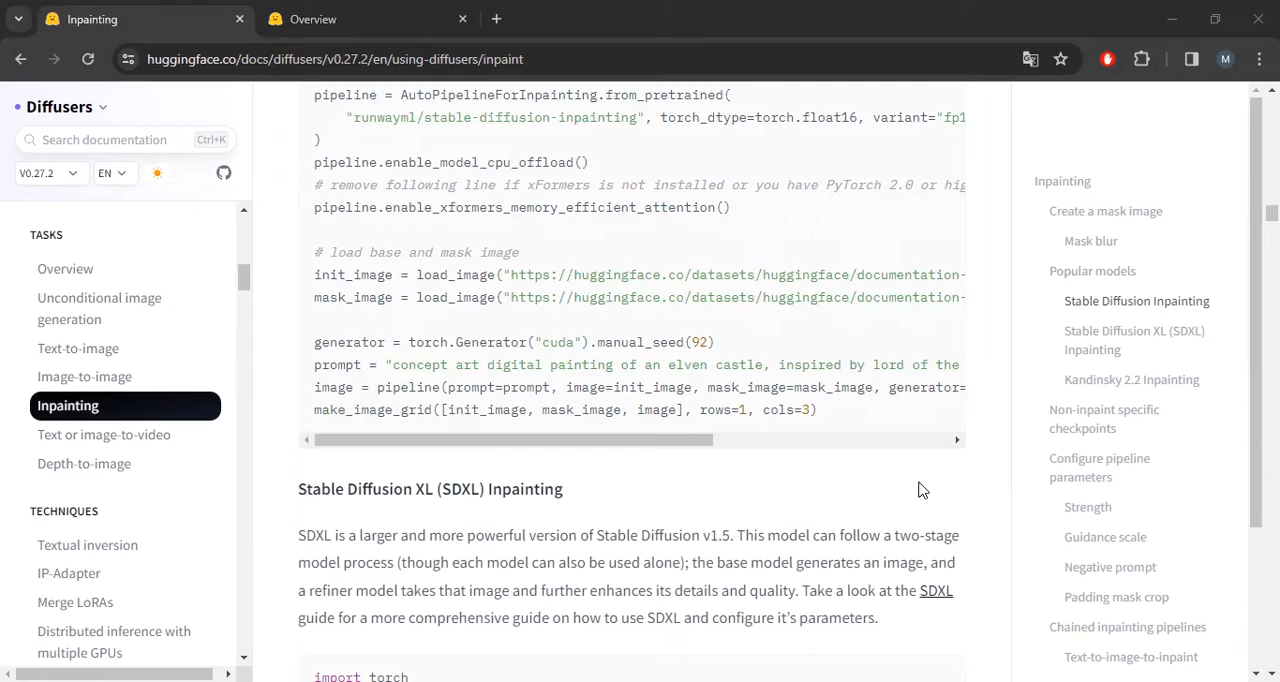 Inpainting
Overview
huggingface.co/docs/diffusers/v0.27.2/en/using-diffusers/inpaint
M
Diffusers
Search documentation
Ctrl+K
V0.27.2
EN
TASKS
Overview
Unconditional image
generation
Text-to-image
Image-to-image
Inpainting
Text or image-to-video
Depth-to-image
TECHNIQUES
Textual inversion
IP-Adapter
Merge LoRAs
Distributed inference with
multiple GPUs
pipeline = AutoPipelineForInpainting.from_pretrained(
"runwayml/stable-diffusion-inpainting", torch_dtype=torch.float16, variant="fp1
)
pipeline.enable_model_cpu_offload()
# remove following line if xFormers is not installed or you have PyTorch 2.0 or hig
pipeline.enable_xformers_memory_efficient_attention()
# load base and mask image
init_image = load_image("https://huggingface.co/datasets/huggingface/documentation-
mask_image = load_image("https://huggingface.co/datasets/huggingface/documentation-
generator = torch.Generator("cuda").manual_seed(92)
prompt = "concept art digital painting of an elven castle, inspired by lord of the
image = pipeline(prompt=prompt, image=init_image, mask_image=mask_image, generator=
make_image_grid([init_image, mask_image, image], rows=1, cols=3)
Stable Diffusion XL (SDXL) Inpainting
SDXL is a larger and more powerful version of Stable Diffusion v1.5. This model can follow a two-stage
model process (though each model can also be used alone); the base model generates an image, and
a refiner model takes that image and further enhances its details and quality. Take a look at the SDXL
guide for a more comprehensive guide on how to use SDXL and configure it's parameters.
import torch
Inpainting
Create a mask image
Mask blur
Popular models
Stable Diffusion Inpainting
Stable Diffusion XL (SDXL)
Inpainting
Kandinsky 2.2 Inpainting
Non-inpaint specific
checkpoints
Configure pipeline
parameters
Strength
Guidance scale
Negative prompt
Padding mask crop
Chained inpainting pipelines
Text-to-image-to-inpaint